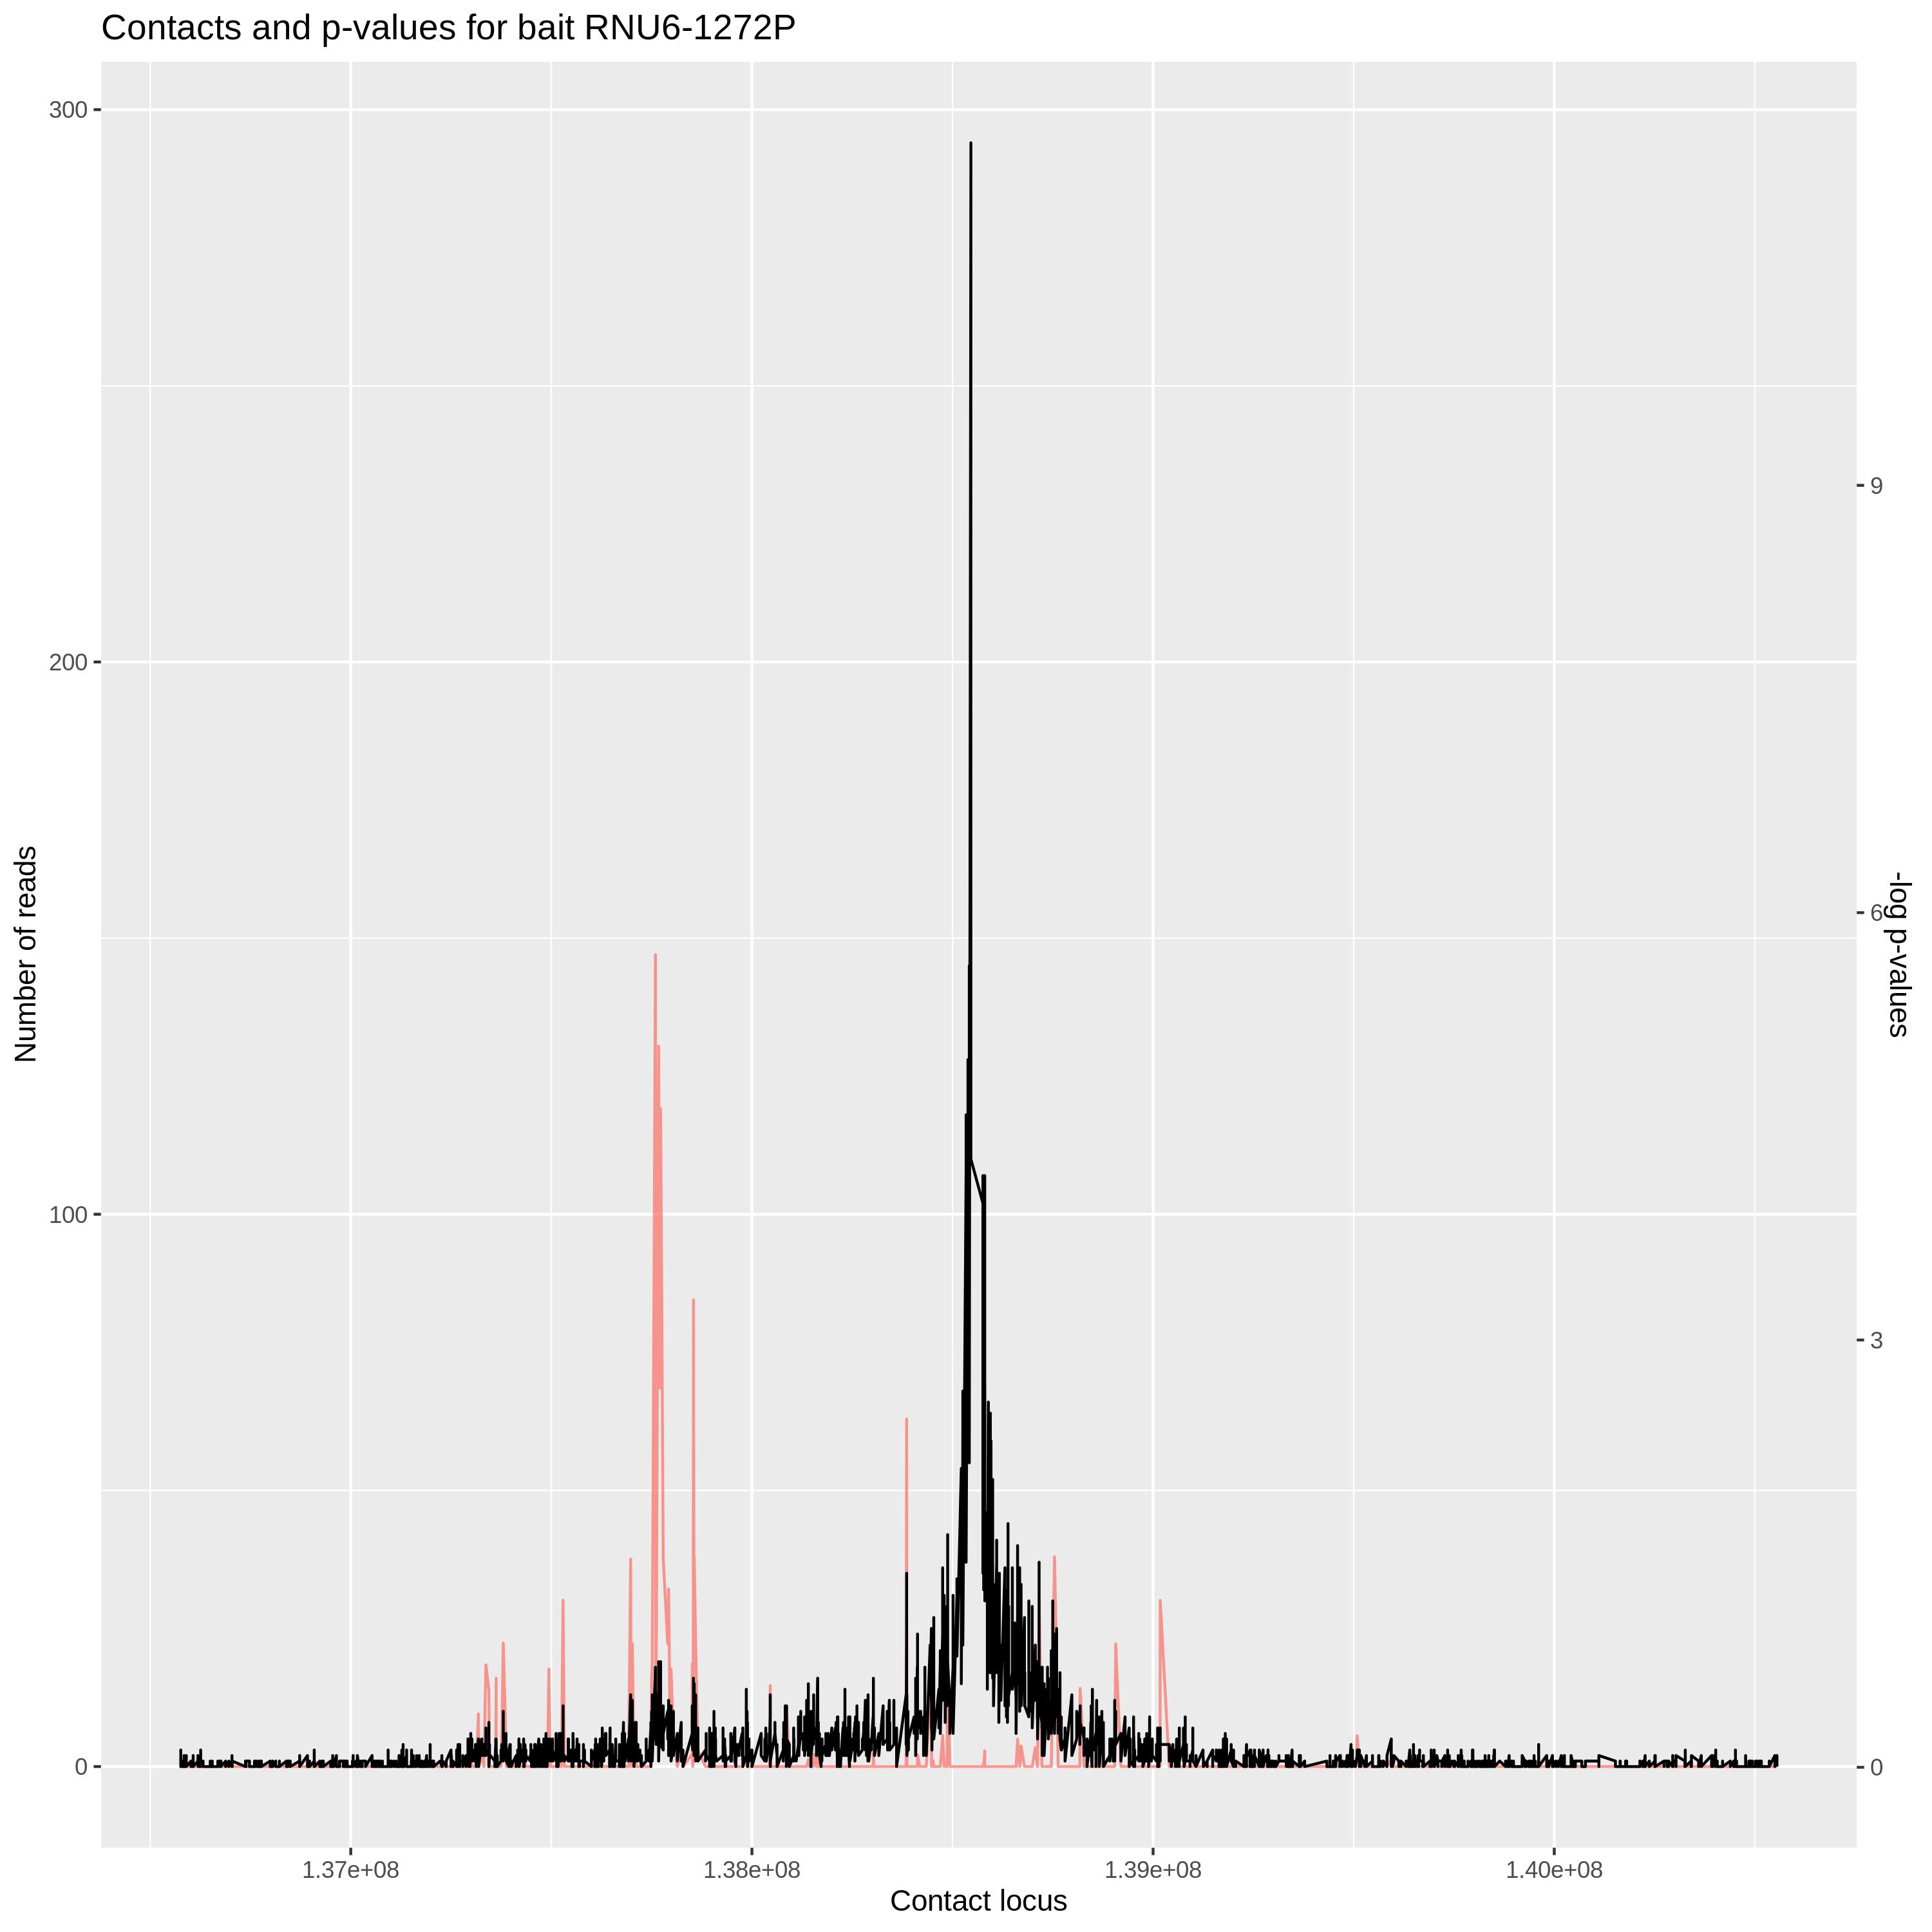 Contacts and p-values for bait RNU6-1272P
300
200
100
0
Number of reads
9
6
3
0
-log p-values
1.37e+08
1.38e+08
1.39e+08
1.40e+08
Contact locus